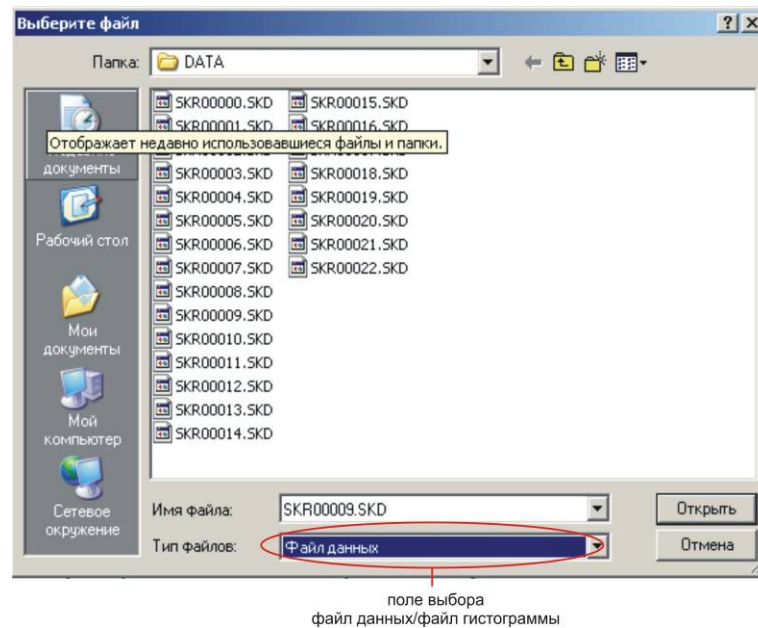 Выберите файл
Папка:
DATA
Отображает недавно использовавшиеся файлы и папки.
документы
Рабочий стол
Мои
документы
Мой
компьютер
Сетевое
окружение
SKR00000.SKD
SKR00001.SKD
SKR00003.SKD
SKR00004.SKD
SKR00005.SKD
SKR00006.SKD
SKR00007.SKD
SKR00008.SKD
SKR00009.SKD
SKR00010.SKD
SKR00011.SKD
SKR00012.SKD
SKR00013.SKD
SKR00014.SKD
SKR00015.SKD
SKR00016.SKD
SKR00018.SKD
SKR00019.SKD
SKR00020.SKD
SKR00021.SKD
SKR00022.SKD
Имя файла:
SKR00009.SKD
Открыть
Тип файлов:
Файл данных
Отмена
поле выбора
файл данных/файл гистограммы